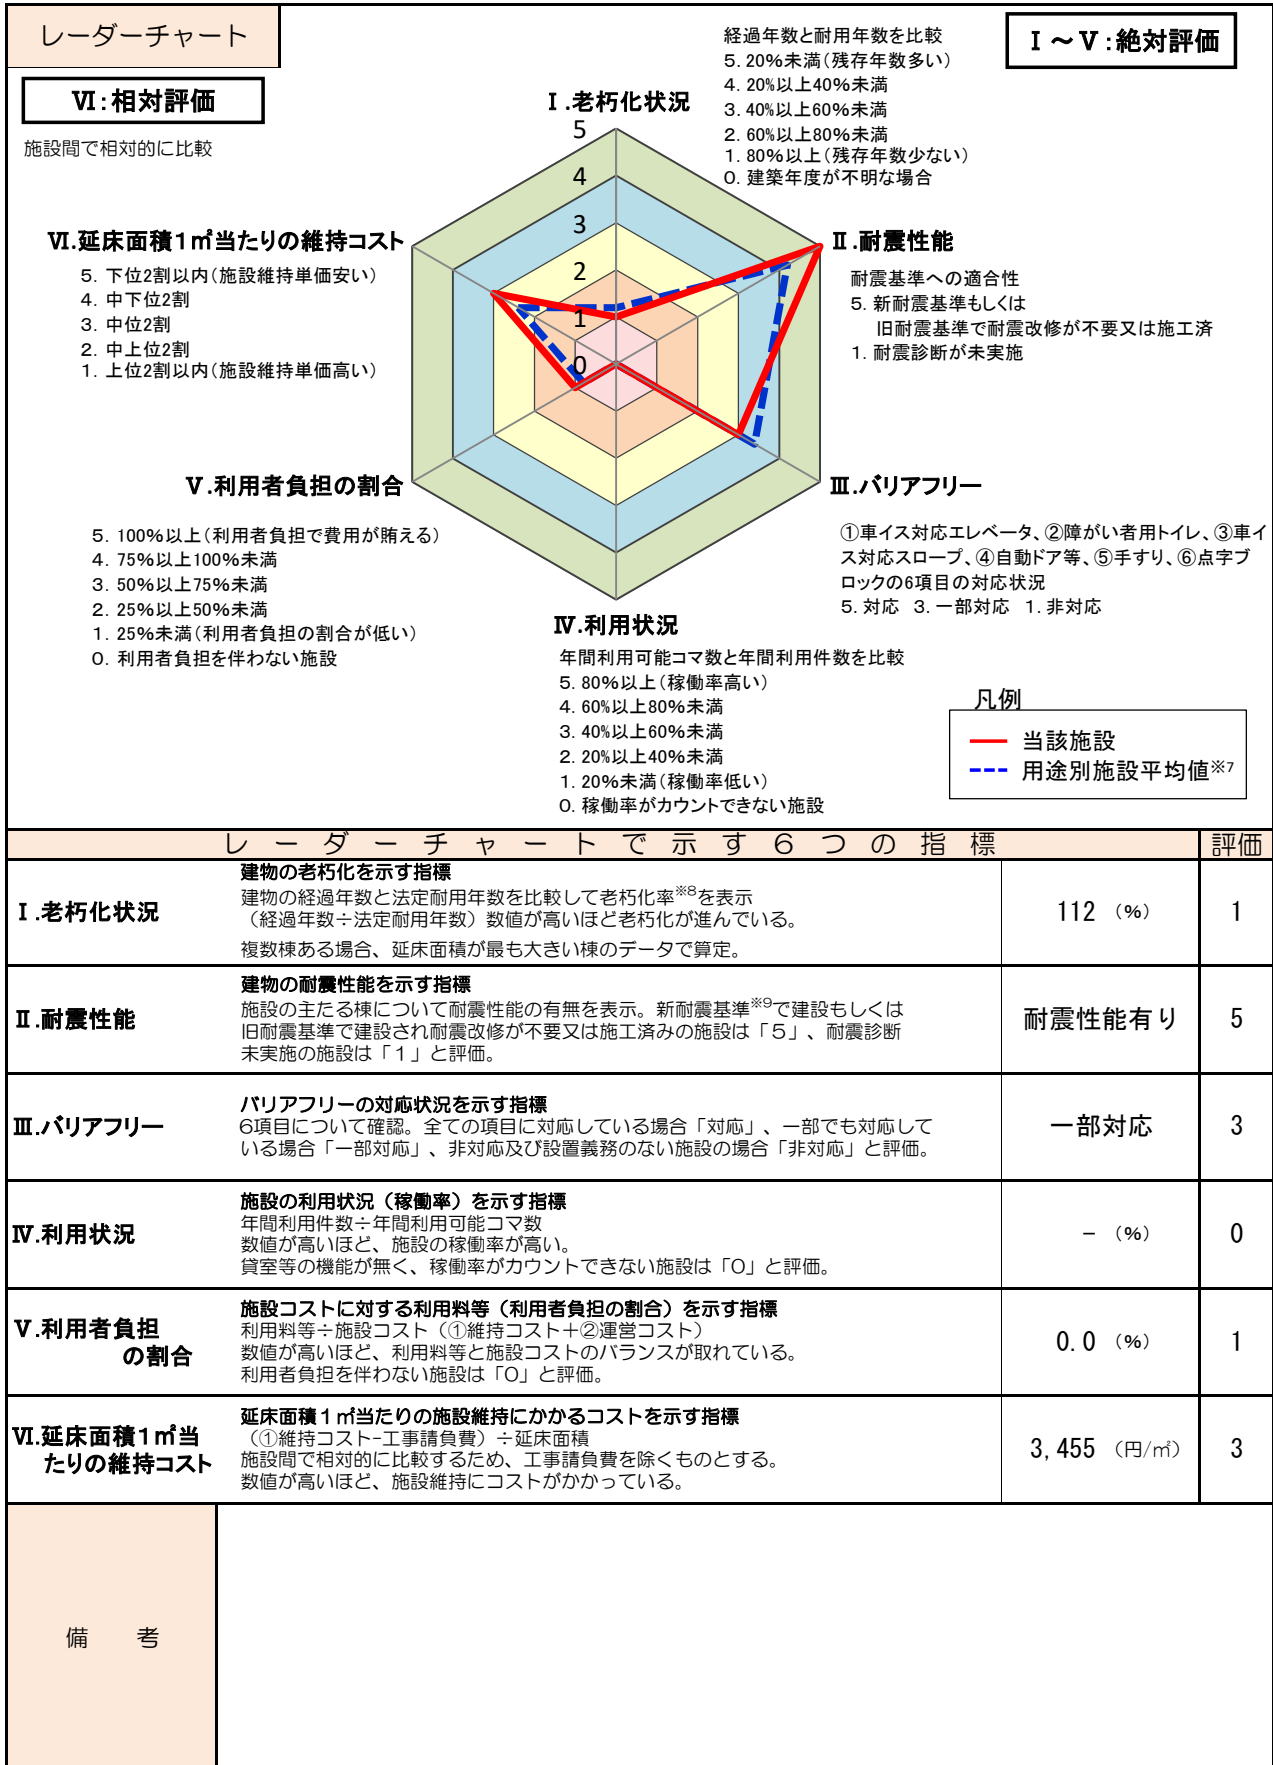 レーダーチャート
Ⅰ～Ⅴ:絶対評価
Ⅵ:相対評価
施設間で相対的に比較
Ⅰ.老朽化状況
経過年数と耐用年数を比較
5. 20%未満(残存年数多い)
4. 20%以上40%未満
3. 40%以上60%未満
2. 60%以上80%未満
1. 80%以上(残存年数少ない)
0. 建築年度が不明な場合
5
4
3
2
1
0
Ⅱ.耐震性能
耐震基準への適合性
5. 新耐震基準もしくは
旧耐震基準で耐震改修が不要又は施工済
1. 耐震診断が未実施
Ⅵ.延床面積1㎡当たりの維持コスト
5. 下位2割以内(施設維持単価安い)
4. 中下位2割
3. 中位2割
2. 中上位2割
1. 上位2割以内(施設維持単価高い)
Ⅴ.利用者負担の割合
5. 100%以上(利用者負担で費用が賄える)
4. 75%以上100%未満
3. 50%以上75%未満
2. 25%以上50%未満
1. 25%未満(利用者負担の割合が低い)
0. 利用者負担を伴わない施設
Ⅲ.バリアフリー
①車イス対応エレベータ、②障がい者用トイレ、③車イ
ス対応スロープ、④自動ドア等、⑤手すり、⑥点字ブ
ロックの6項目の対応状況
5. 対応 3. 一部対応 1. 非対応
Ⅳ.利用状況
年間利用可能コマ数と年間利用件数を比較
5. 80%以上(稼働率高い)
4. 60%以上80%未満
3. 40%以上60%未満
2. 20%以上40%未満
1. 20%未満(稼働率低い)
0. 稼働率がカウントできない施設
凡例
当該施設
用途別施設平均値※7
レーダーチャートで示す6つの指標 評価
Ⅰ.老朽化状況
建物の老朽化を示す指標
建物の経過年数と法定耐用年数を比較して老朽化率※8を表示
(経過年数÷法定耐用年数)数値が高いほど老朽化が進んでいる。
複数棟ある場合、延床面積が最も大きい棟のデータで算定。
112 (%) 1
Ⅱ.耐震性能
建物の耐震性能を示す指標
施設の主たる棟について耐震性能の有無を表示。新耐震基準※9で建設もしくは
旧耐震基準で建設され耐震改修が不要又は施工済みの施設は「5」、耐震診断
未実施の施設は「1」と評価。
耐震性能有り 5
Ⅲ.バリアフリー
バリアフリーの対応状況を示す指標
6項目について確認。全ての項目に対応している場合「対応」、一部でも対応して
いる場合「一部対応」、非対応及び設置義務のない施設の場合「非対応」と評価。
一部対応 3
Ⅳ.利用状況
施設の利用状況(稼働率)を示す指標
年間利用件数÷年間利用可能コマ数
数値が高いほど、施設の稼働率が高い。
貸室等の機能が無く、稼働率がカウントできない施設は「0」と評価。
- (%) 0
Ⅴ.利用者負担
の割合
施設コストに対する利用料等(利用者負担の割合)を示す指標
利用料等÷施設コスト(①維持コスト+②運営コスト)
数値が高いほど、利用料等と施設コストのバランスが取れている。
利用者負担を伴わない施設は「0」と評価。
0.0 (%) 1
Ⅵ.延床面積1㎡当
たりの維持コスト
延床面積1㎡当たりの施設維持にかかるコストを示す指標
(①維持コスト-工事請負費)÷延床面積
施設間で相対的に比較するため、工事請負費を除くものとする。
数値が高いほど、施設維持にコストがかかっている。
3,455 (円/㎡) 3
備 考